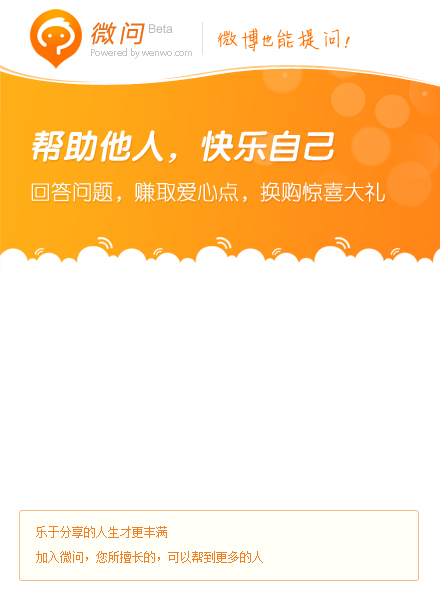 微问 Beta
Powered by wenwo.com
微博也能提问!
帮助他人，快乐自己
回答问题，赚取爱心点，换购惊喜大礼
乐于分享的人生才更丰满
加入微问，您所擅长的，可以帮到更多的人